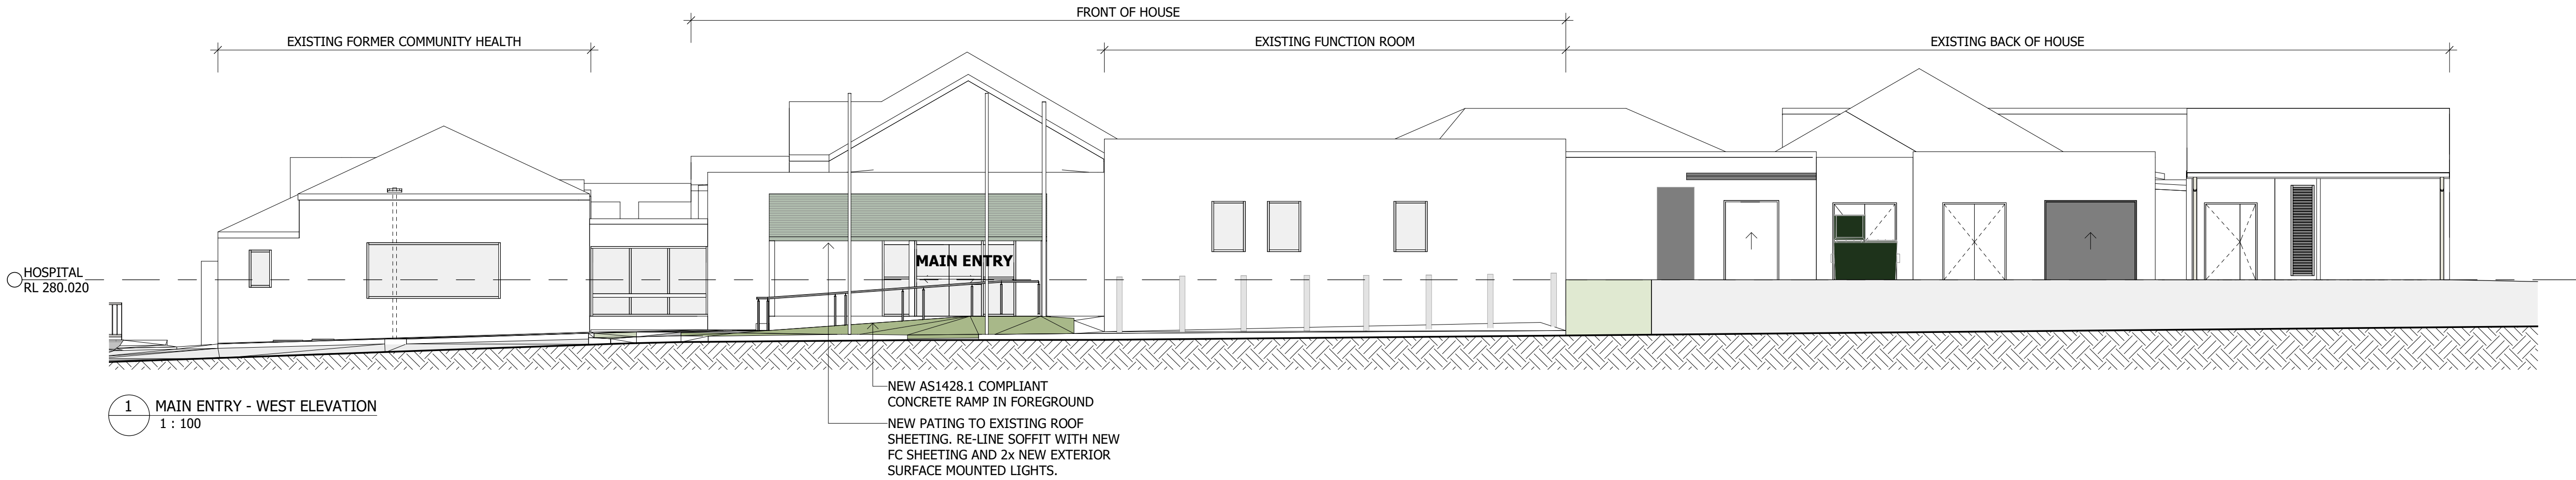 FRONT OF HOUSE
EXISTING FORMER COMMUNITY HEALTH
EXISTING FUNCTION ROOM
EXISTING BACK OF HOUSE
MAIN ENTRY
HOSPITAL
RL 280.020
NEW AS1428.1 COMPLIANT
CONCRETE RAMP IN FOREGROUND
1
MAIN ENTRY - WEST ELEVATION
1 : 100
NEW PATING TO EXISTING ROOF
SHEETING. RE-LINE SOFFIT WITH NEW
FC SHEETING AND 2x NEW EXTERIOR
SURFACE MOUNTED LIGHTS.